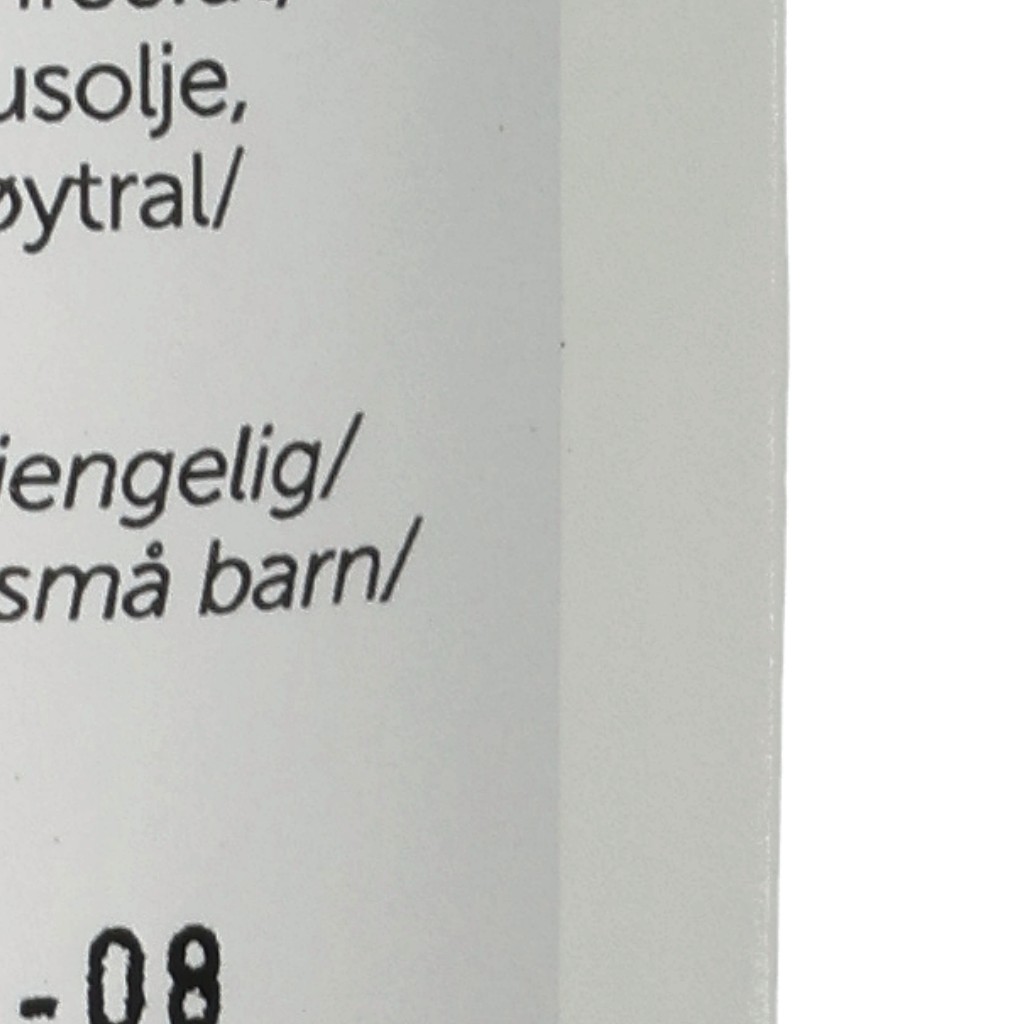 usolje,
øytral/
iengelig/
små barn/
-08